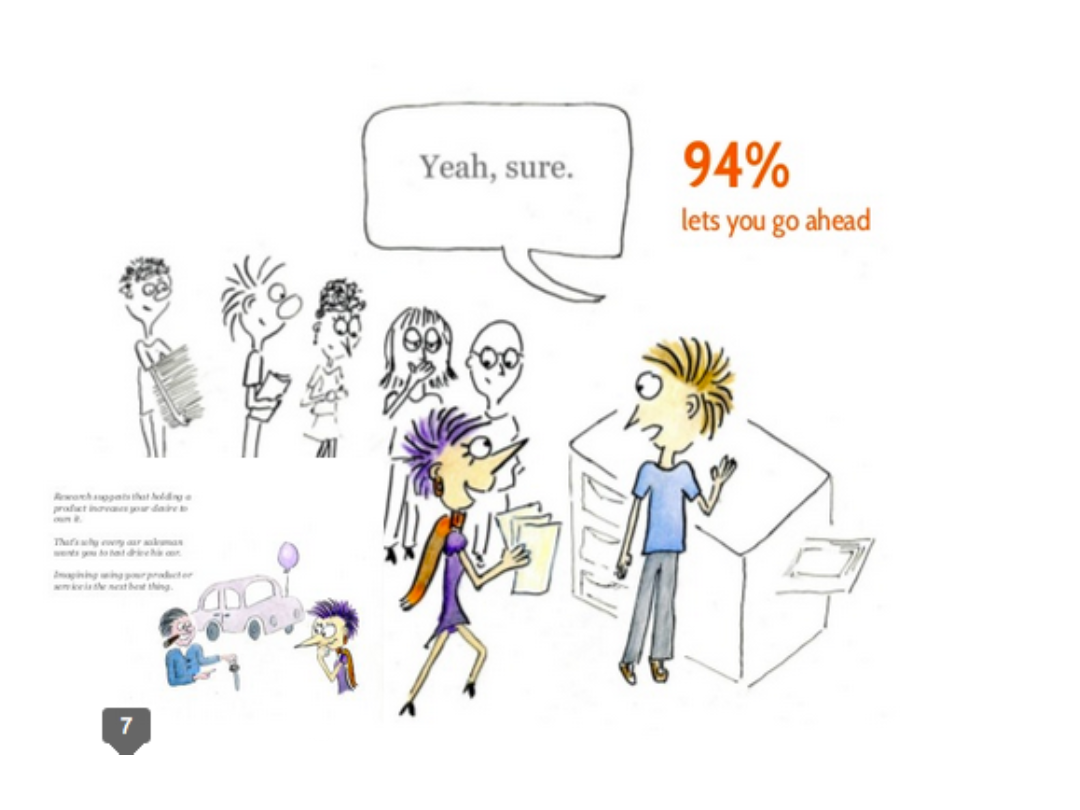 Yeah, sure.
94%
lets you go ahead
Research suggests that holding a
product increases your desire to
own it.
That's why every car salesman
wants you to test drive his car.
Imagining using your product or
service is the next best thing.
7